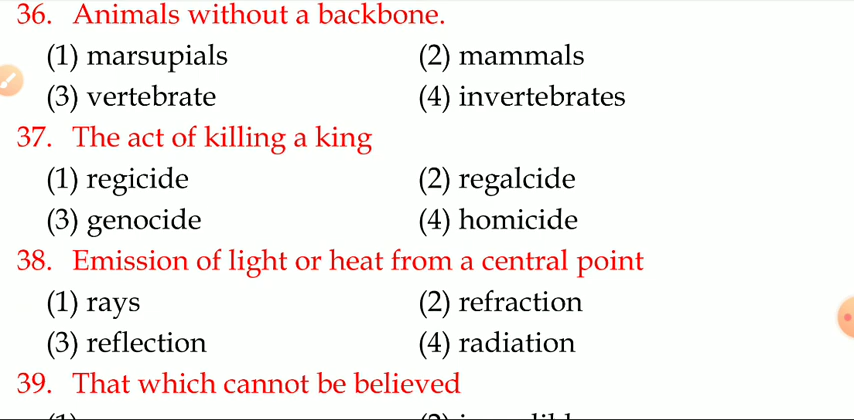 36. Animals without a backbone.
(1) marsupials (2) mammals
(3) vertebrate (4) invertebrates
37. The act of killing a king
(1) regicide (2) regalcide
(3) genocide (4) homicide
38. Emission of light or heat from a central point
(1) rays (2) refraction
(3) reflection (4) radiation
39. That which cannot be believed